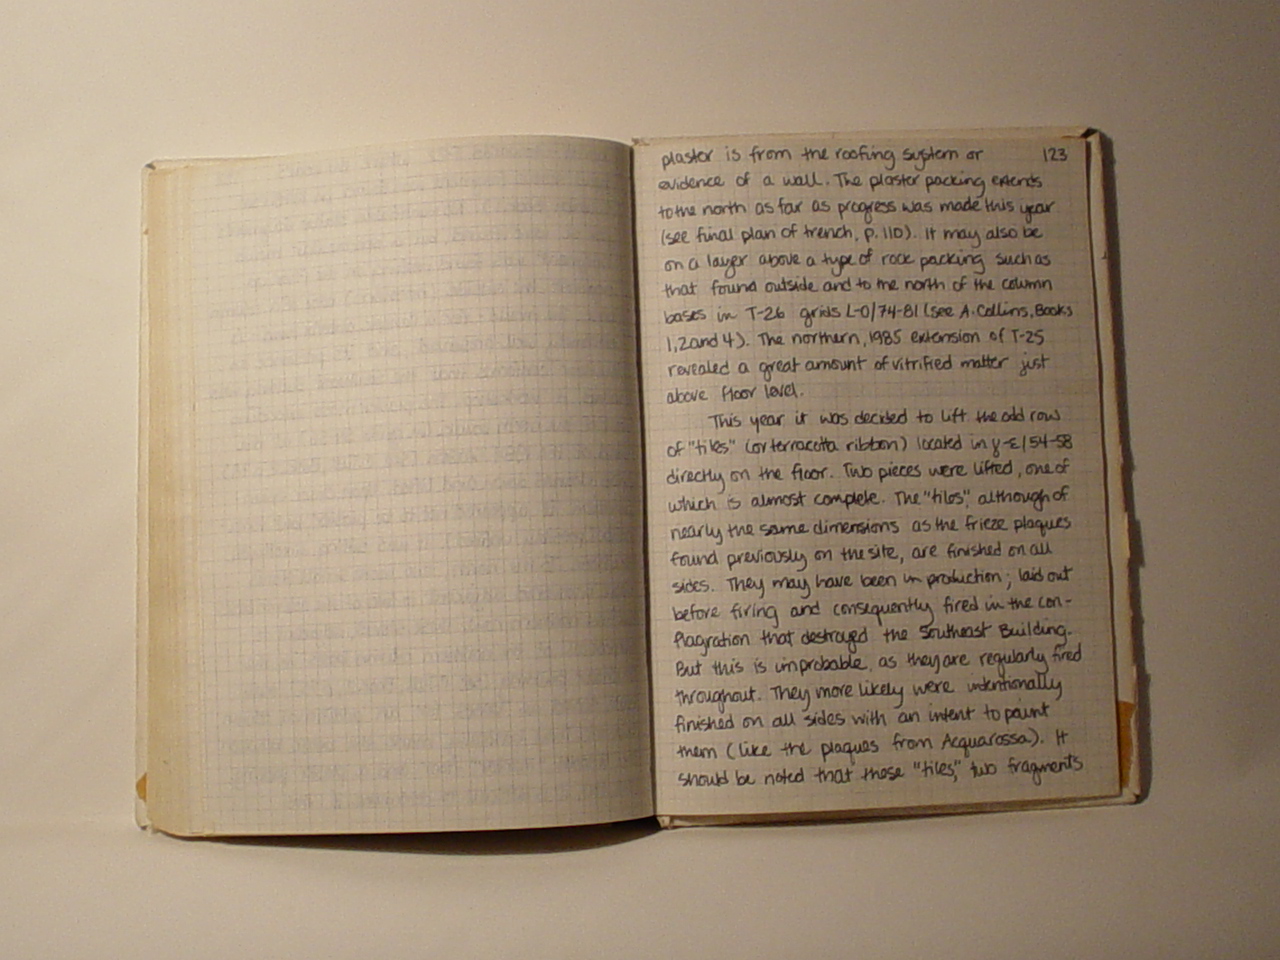 plaster is from the roofing system or 123
evidence of a wall. The plaster packing extends
to the north as far as progress was made this year
(see final plan of trench, p. 110). It may also be
on a layer above a type of rock packing such as
that found outside and to the north of the column
bases in T-26 grids L-O/74-81 (see A. Collins, Books
1, 2 and 4). The northern, 1985 extension of T-25
revealed a great amount of vitrified matter just
above floor level.
This year it was decided to lift the odd row
of "tiles" (or terracotta ribbon) located in γ-ε/54-58
directly on the floor. Two pieces were lifted, one of
which is almost complete. The "tiles", although of
nearly the same dimensions as the frieze plaques
found previously on the site, are finished on all
sides. They may have been in production; laid out
before firing and consequently fired in the con-
flagration that destroyed the Southeast Building.
But this is improbable, as they are regularly fired
throughout. They more likely were intentionally
finished on all sides with an intent to paint
them (like the plaques from Acquarossa). It
should be noted that those "tiles," two fragments